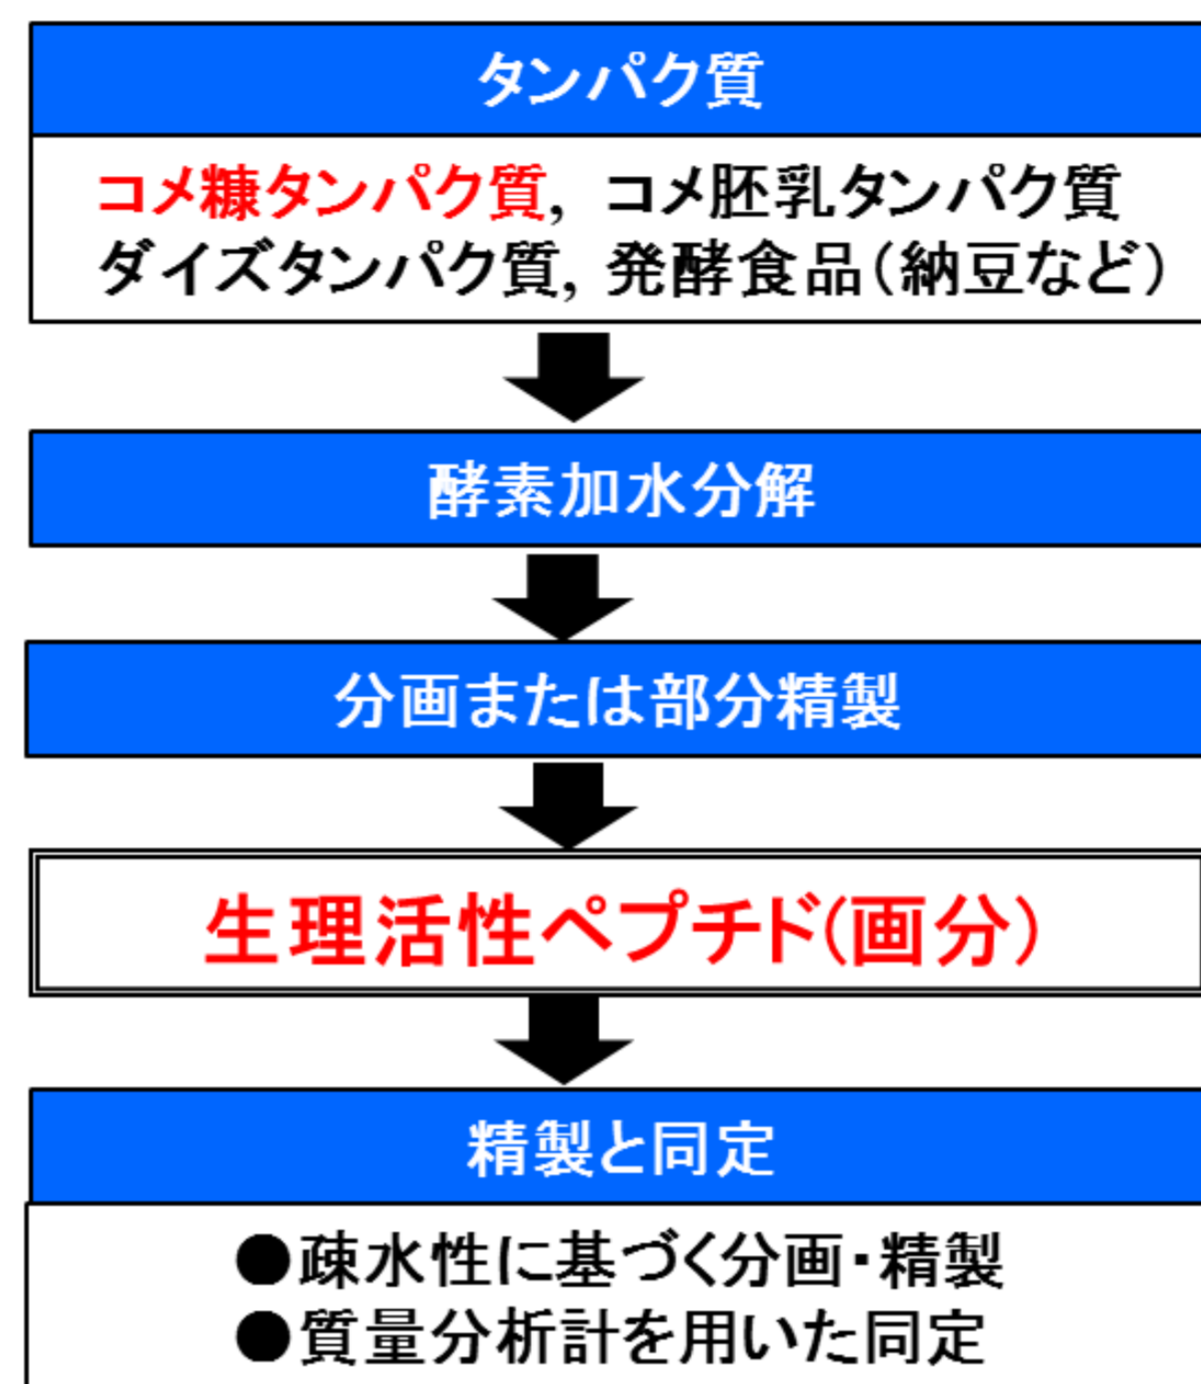 タンパク質
コメ糠タンパク質, コメ胚乳タンパク質
ダイズタンパク質, 発酵食品(納豆など)
酵素加水分解
分画または部分精製
生理活性ペプチド(画分)
精製と同定
●疎水性に基づく分画・精製
●質量分析計を用いた同定